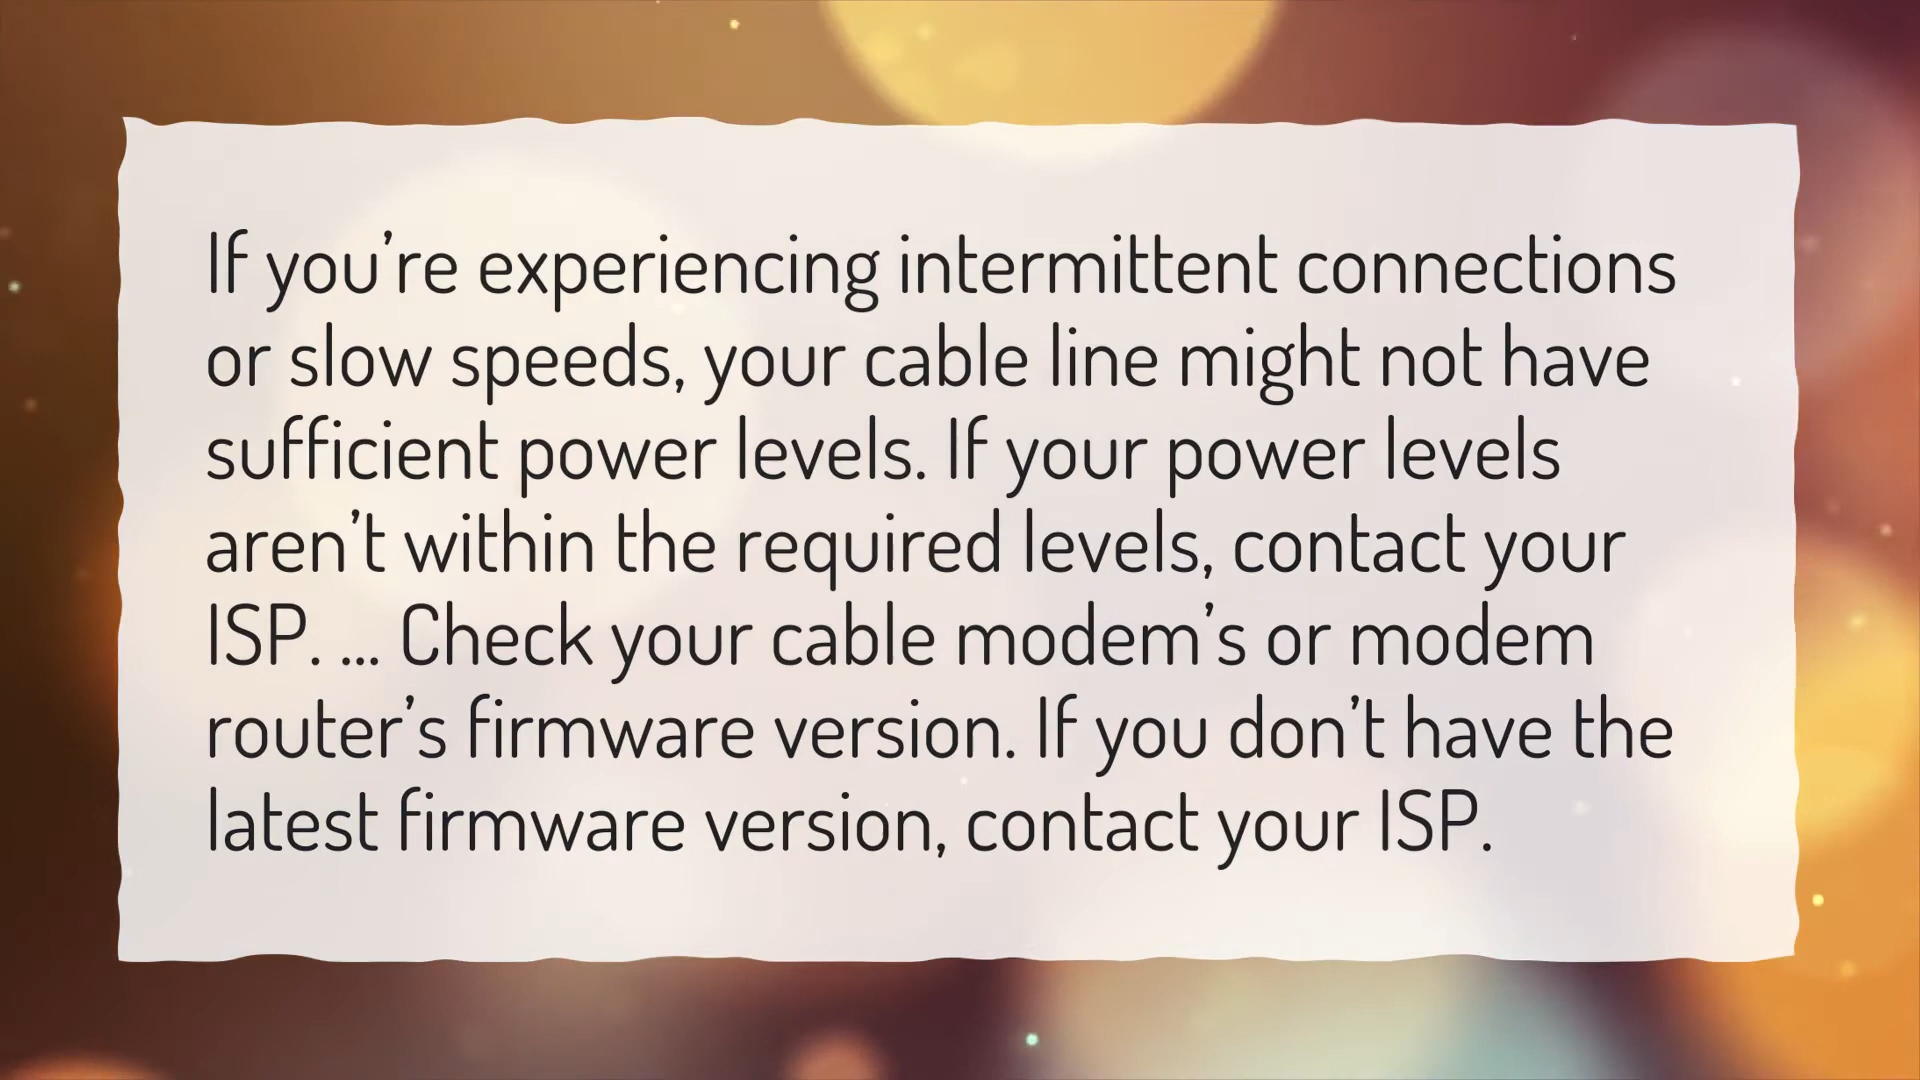 If you’re experiencing intermittent connections
or slow speeds, your cable line might not have
sufficient power levels. If your power levels
aren’t within the required levels, contact your
ISP. ... Check your cable modem’s or modem
router’s firmware version. If you don’t have the
latest firmware version, contact your ISP.